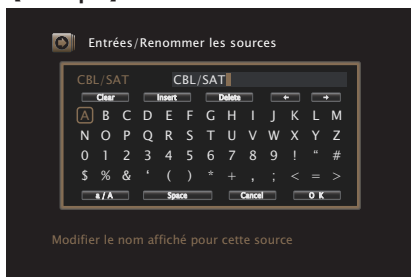 Entrées/Renommer les sources
CBL/SAT CBL/SAT
Clear Insert Delete ← →
A B C D E F G H I J K L M
N O P Q R S T U V W X Y Z
0 1 2 3 4 5 6 7 8 9 ! “ #
$ % & ‘ ( ) * + , ; < = >
a / A Space Cancel O K
Modifier le nom affiché pour cette source